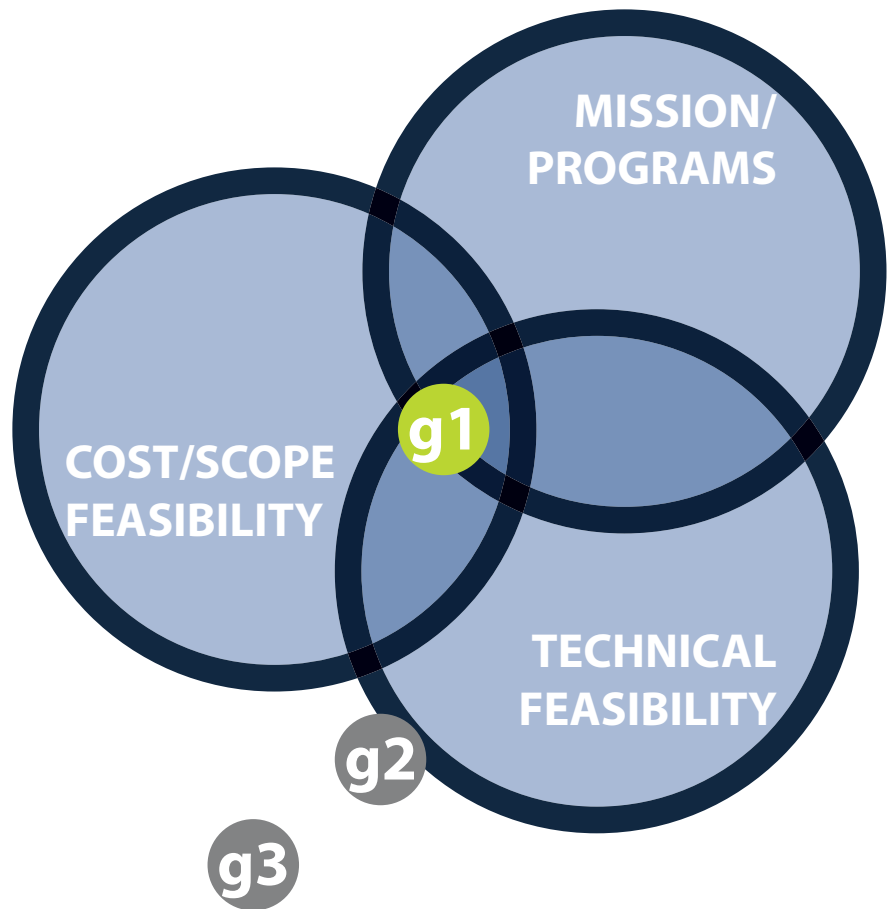 MISSION/
PROGRAMS
g1
COST/SCOPE
FEASIBILITY
TECHNICAL
FEASIBILITY
g2
g3